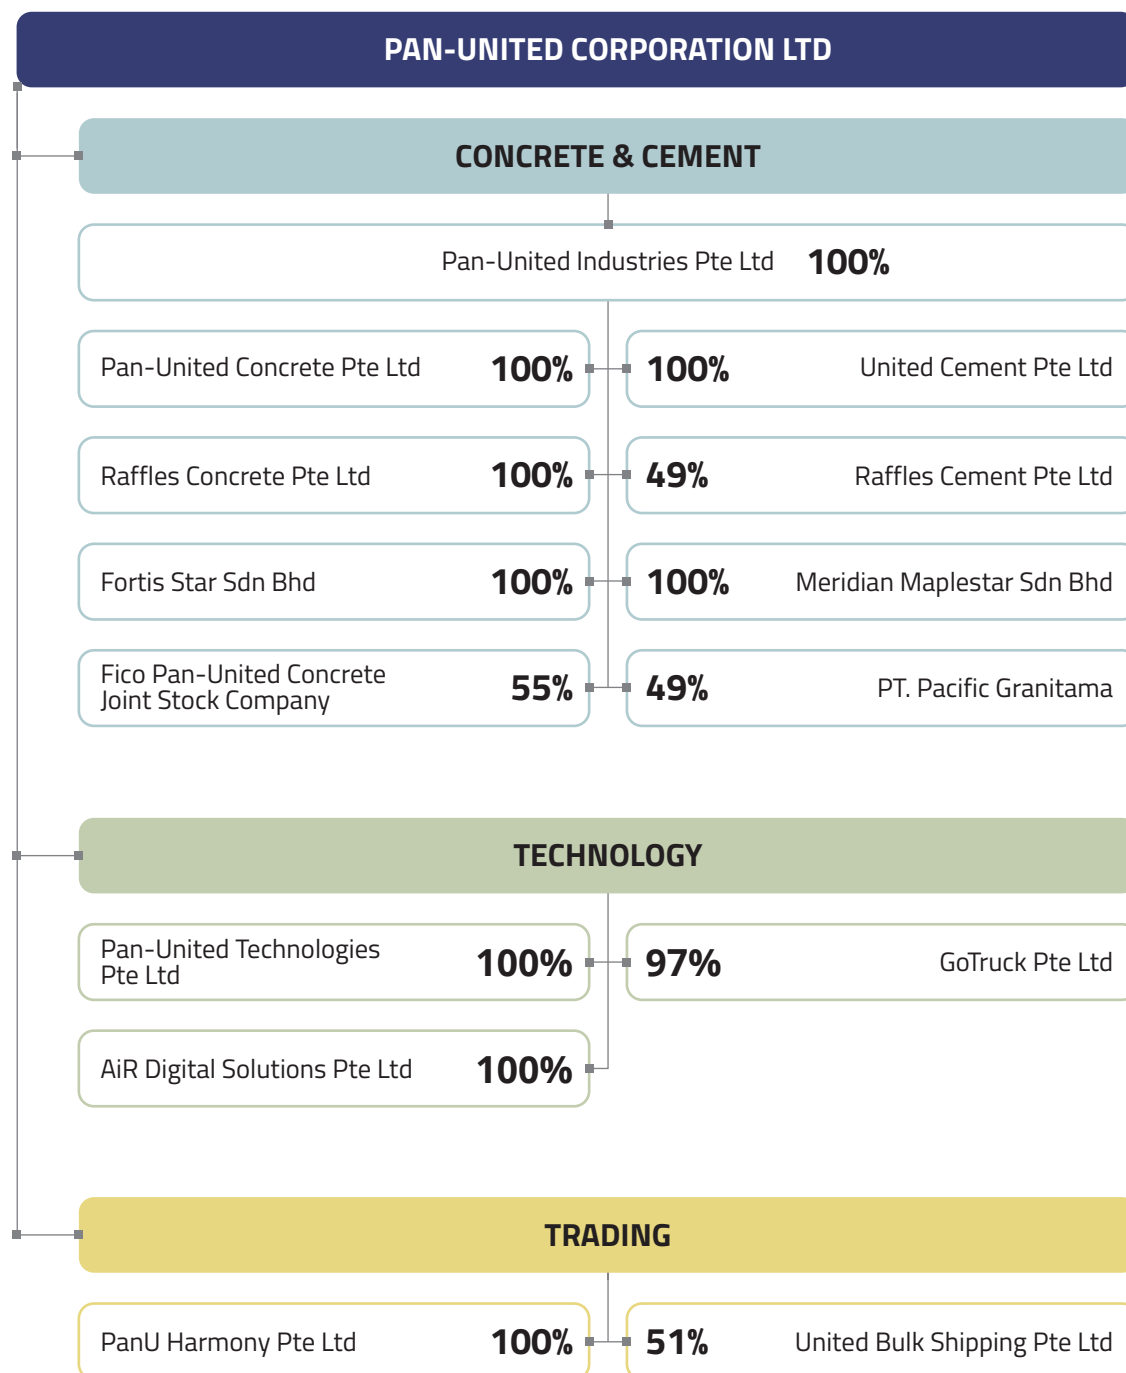 PAN-UNITED CORPORATION LTD
CONCRETE & CEMENT
Pan-United Industries Pte Ltd 100%
Pan-United Concrete Pte Ltd 100%
100% United Cement Pte Ltd
Raffles Concrete Pte Ltd 100%
49% Raffles Cement Pte Ltd
Fortis Star Sdn Bhd 100%
100% Meridian Maplestar Sdn Bhd
Fico Pan-United Concrete
Joint Stock Company 55%
49% PT. Pacific Granitama
TECHNOLOGY
Pan-United Technologies
Pte Ltd 100%
97% GoTruck Pte Ltd
AiR Digital Solutions Pte Ltd 100%
TRADING
PanU Harmony Pte Ltd 100%
51% United Bulk Shipping Pte Ltd